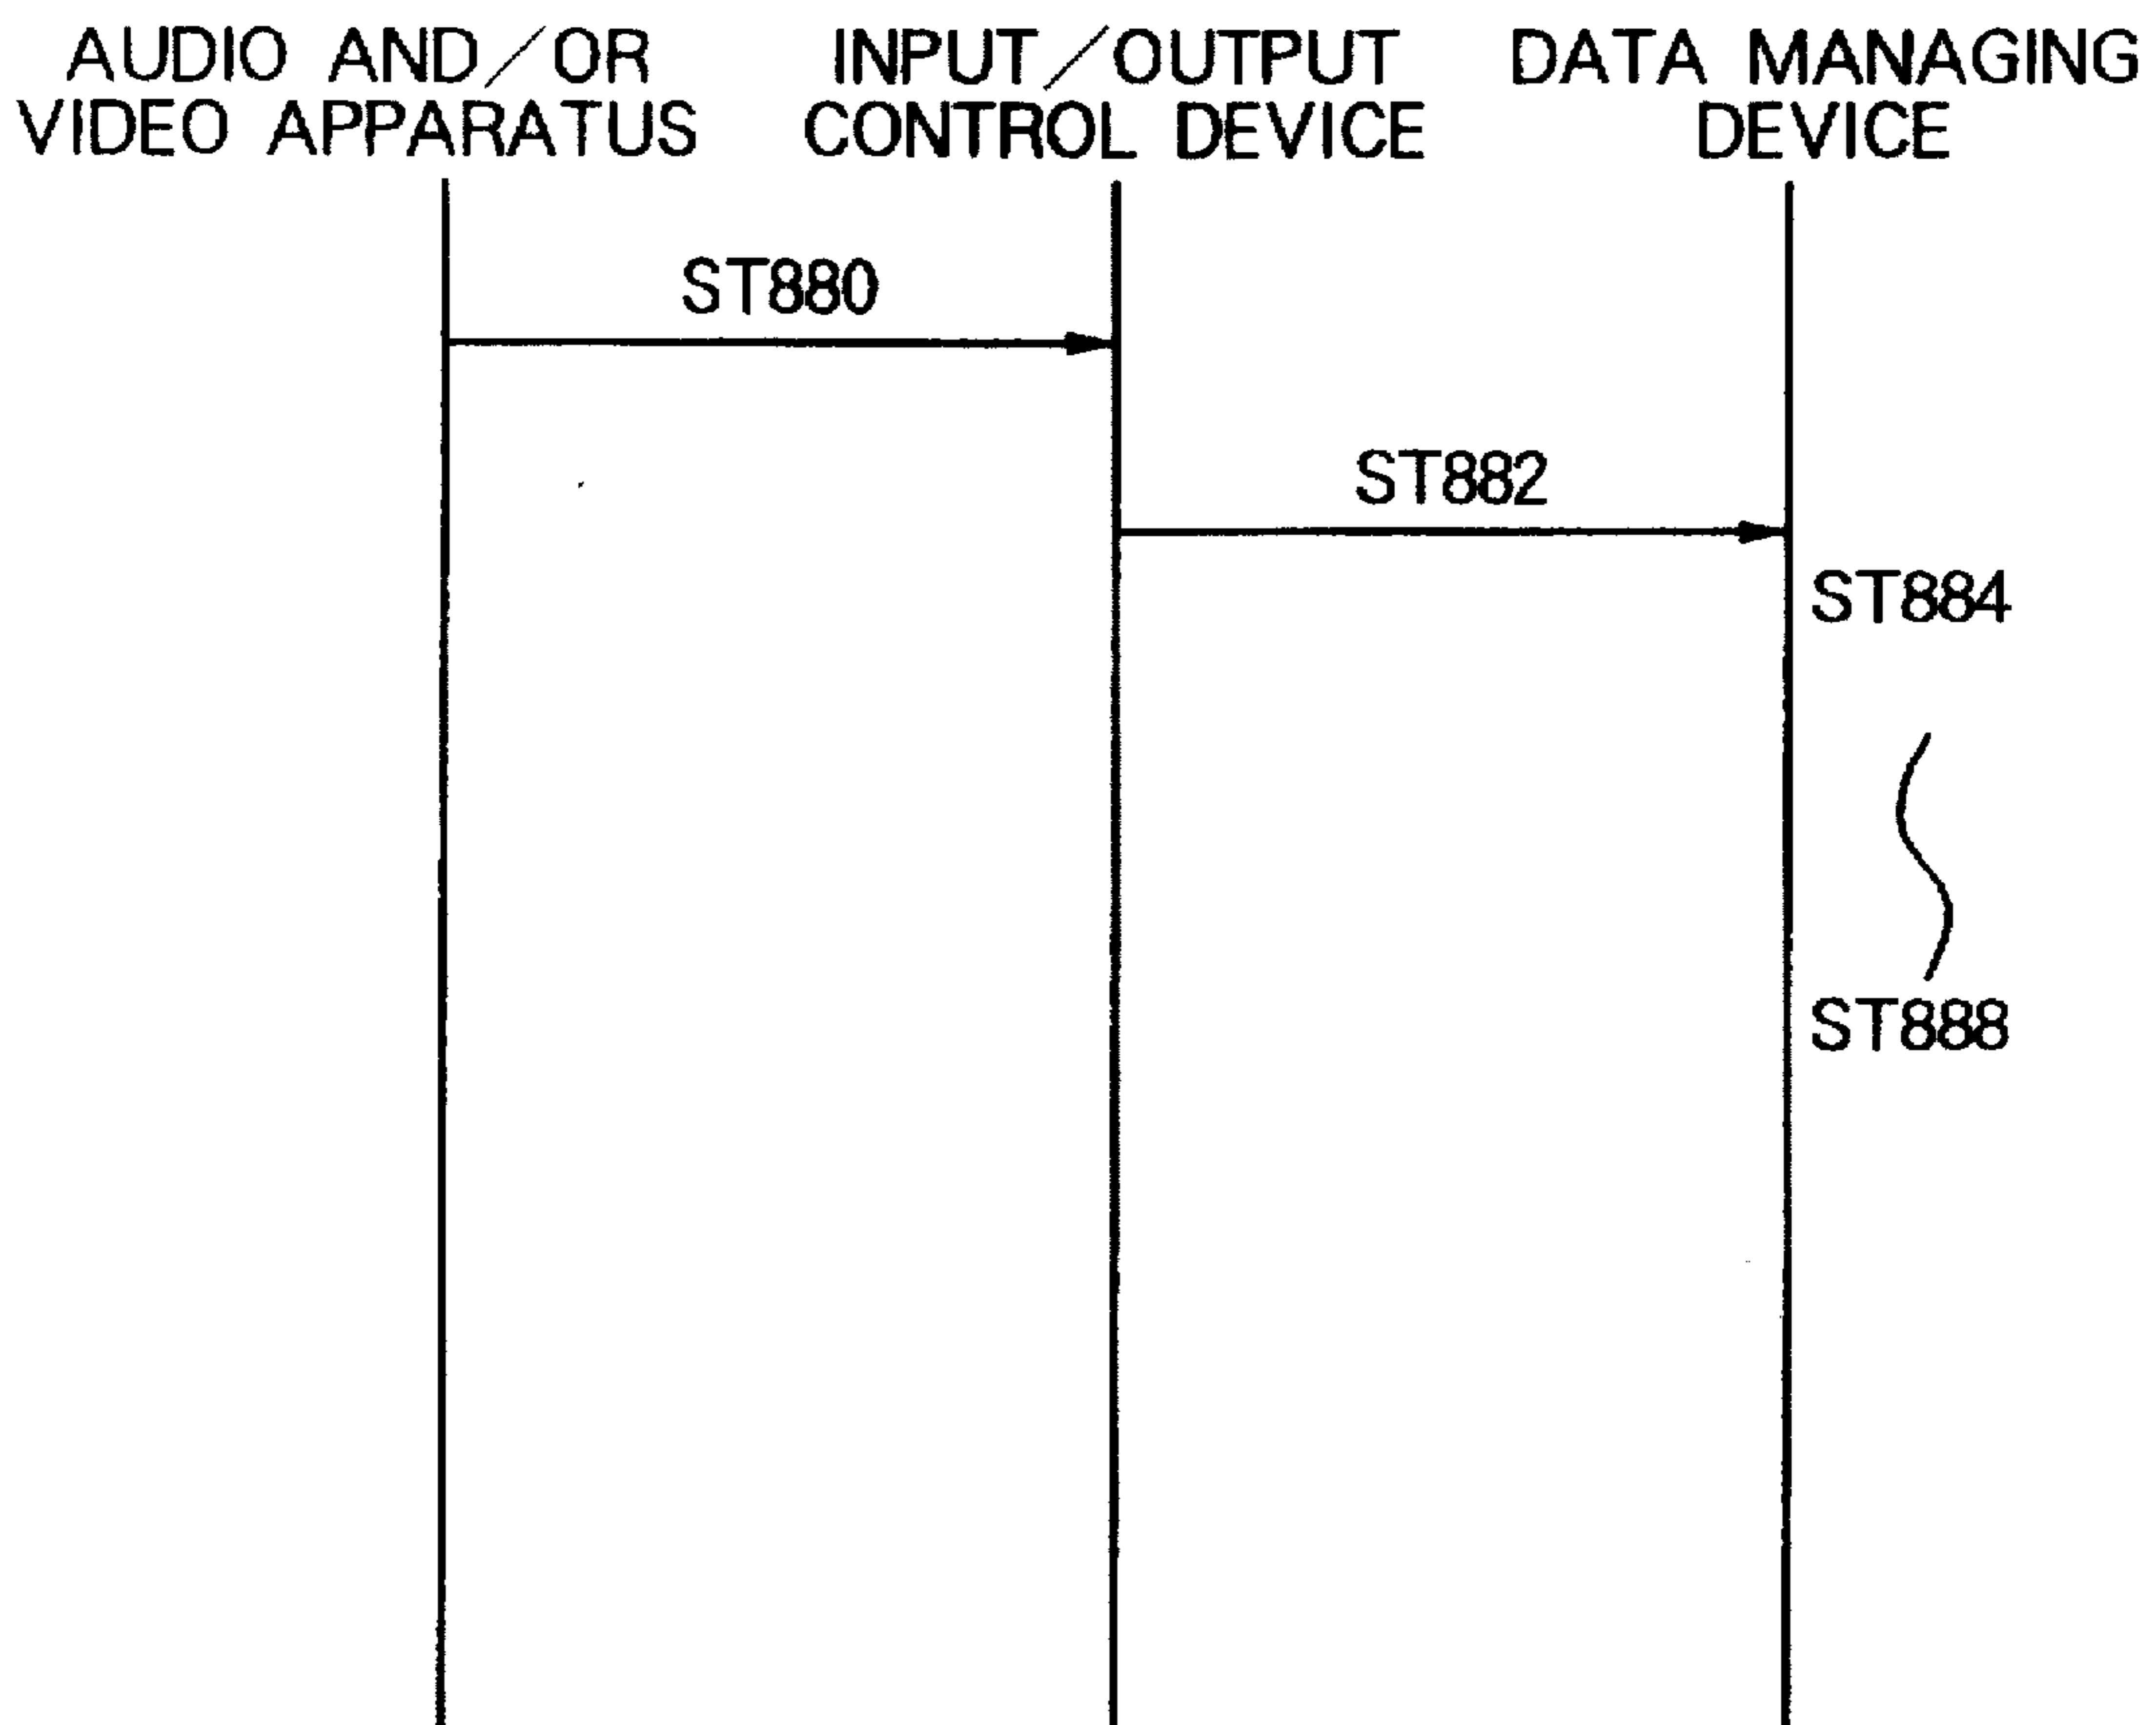 AUDIO AND/OR
VIDEO APPARATUS
INPUT/OUTPUT
CONTROL DEVICE
DATA MANAGING
DEVICE
ST880
ST882
ST884
ST888